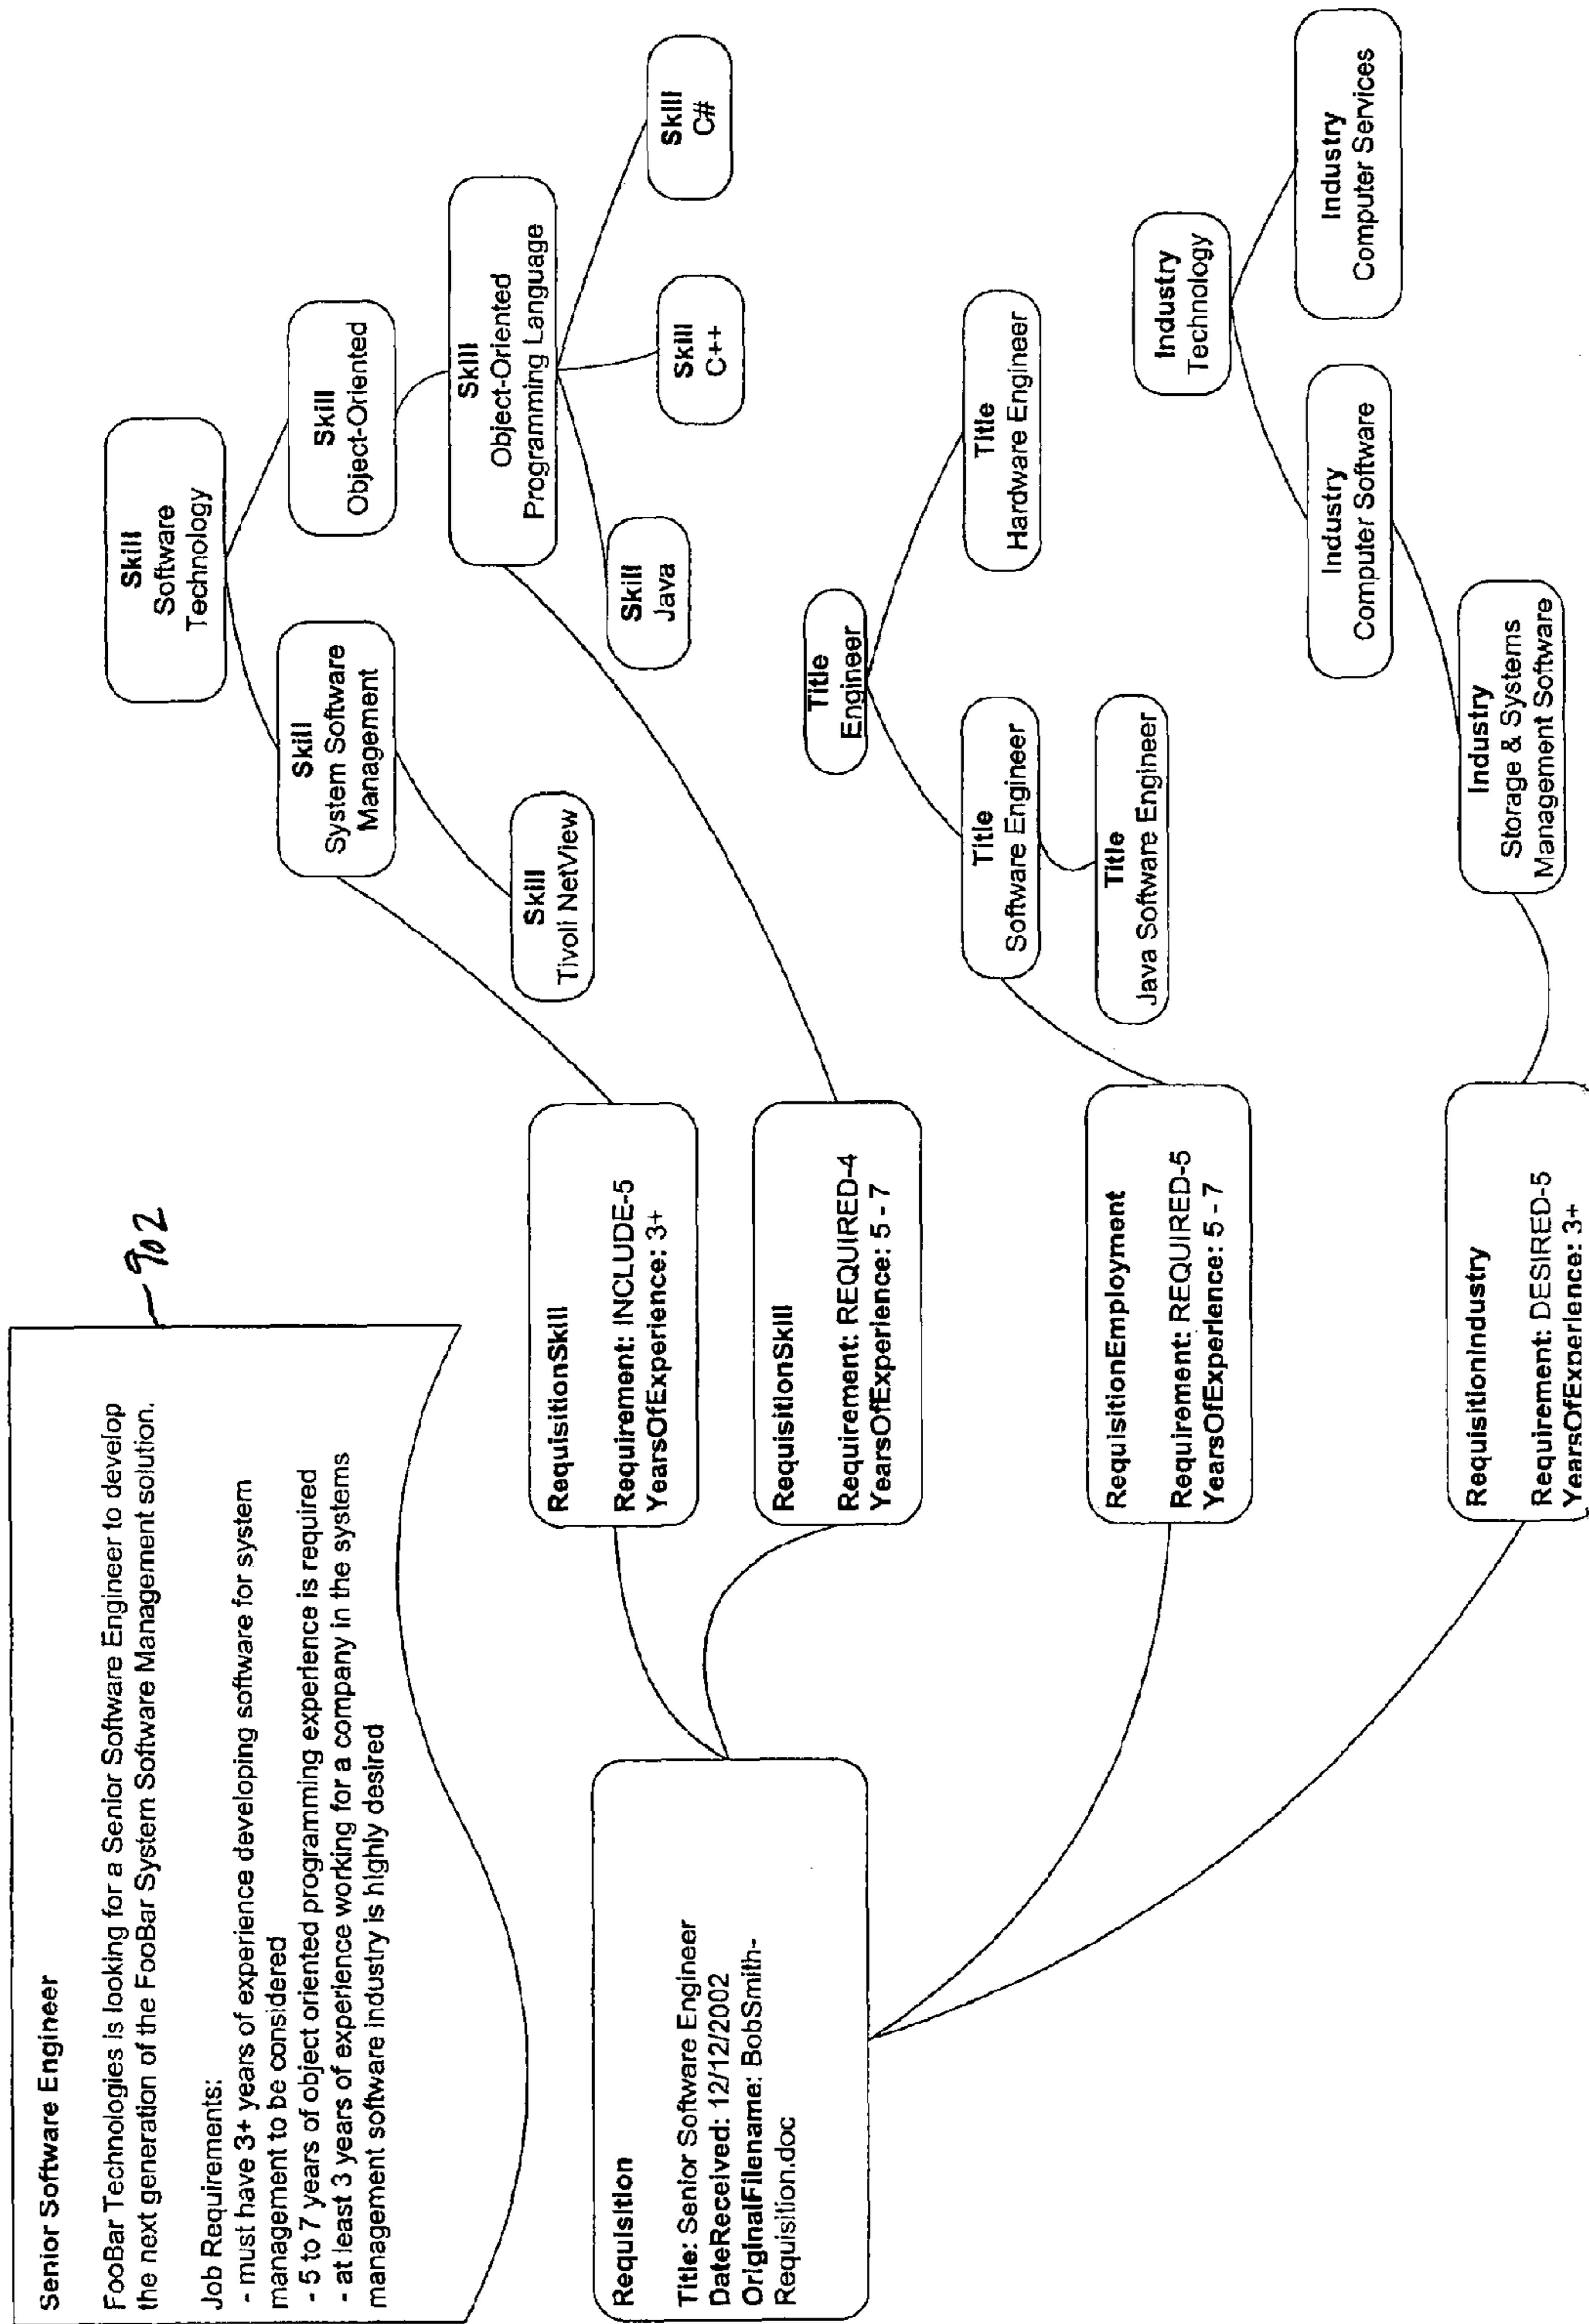 Senior Software Engineer
FooBar Technologies is looking for a Senior Software Engineer to develop
the next generation of the FooBar System Software Management solution.
Job Requirements:
- must have 3+ years of experience developing software for system
management to be considered
- 5 to 7 years of object oriented programming experience is required
- at least 3 years of experience working for a company in the systems
management software industry is highly desired
902
Requisition
Title: Senior Software Engineer
DateReceived: 12/12/2002
OriginalFilename: BobSmith-
Requisition.doc
RequisitionSkill
Requirement: INCLUDE-5
YearsOfExperience: 3+
RequisitionSkill
Requirement: REQUIRED-4
YearsOfExperience: 5 - 7
RequisitionEmployment
Requirement: REQUIRED-5
YearsOfExperience: 5 - 7
RequisitionIndustry
Requirement: DESIRED-5
YearsOfExperience: 3+
Skill
Software
Technology
Skill
System Software
Management
Skill
Object-Oriented
Skill
Tivoli NetView
Skill
Object-Oriented
Programming Language
Skill
Java
Skill
C++
Skill
C#
Title
Engineer
Title
Software Engineer
Title
Hardware Engineer
Title
Java Software Engineer
Industry
Technology
Industry
Computer Software
Industry
Computer Services
Industry
Storage & Systems
Management Software